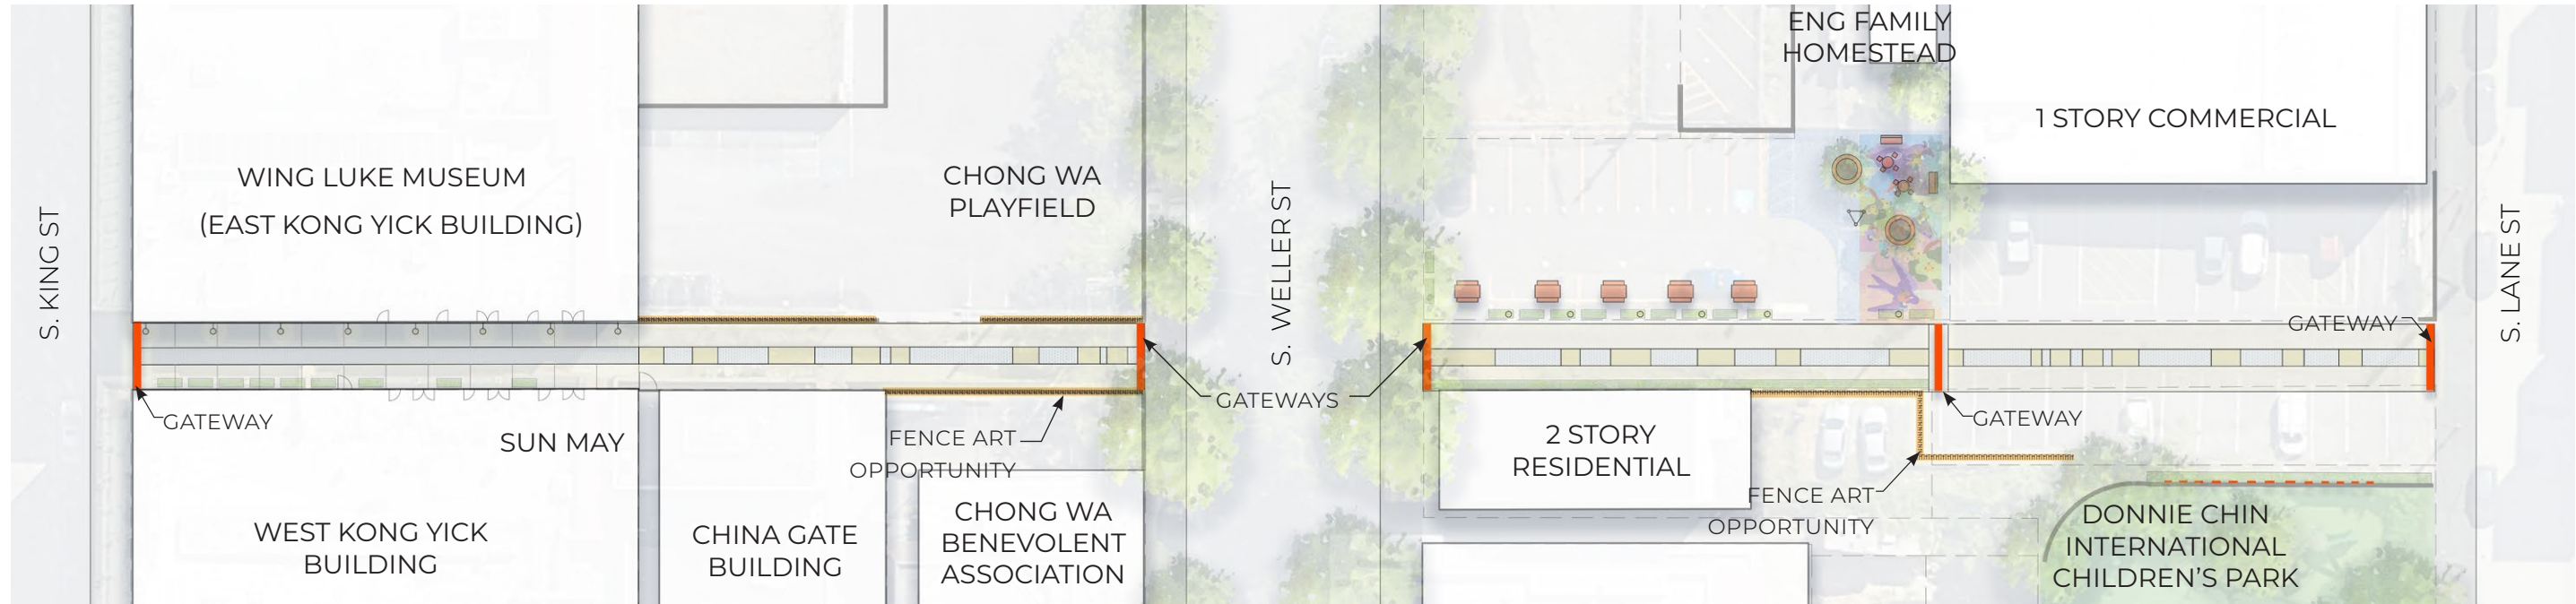 S. KING ST
WING LUKE MUSEUM
(EAST KONG YICK BUILDING)
GATEWAY
SUN MAY
WEST KONG YICK
BUILDING
CHINA GATE
BUILDING
CHONG WA
PLAYFIELD
FENCE ART
OPPORTUNITY
CHONG WA
BENEVOLENT
ASSOCIATION
S. WELLER ST
GATEWAYS
ENG FAMILY
HOMESTEAD
1 STORY COMMERCIAL
2 STORY
RESIDENTIAL
FENCE ART
OPPORTUNITY
GATEWAY
GATEWAY
DONNIE CHIN
INTERNATIONAL
CHILDREN’S PARK
S. LANE ST